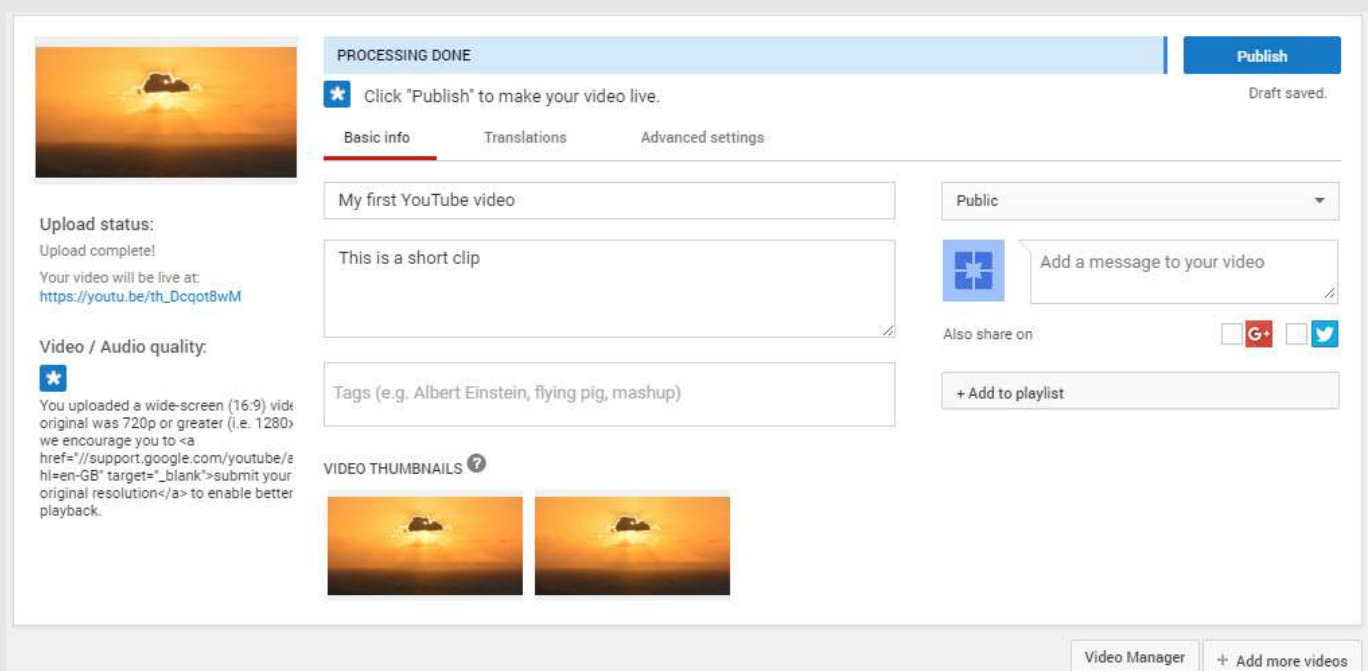 PROCESSING DONE
Publish
Click "Publish" to make your video live.
Draft saved.
Basic info
Translations
Advanced settings
Upload status:
Upload complete!
Your video will be live at:
https://youtu.be/th_Dcqot8wM
Video / Audio quality:
You uploaded a wide-screen (16:9) vide
original was 720p or greater (i.e. 1280x
we encourage you to <a
href="//support.google.com/youtube/a
hl=en-GB" target="_blank">submit your
original resolution</a> to enable better
playback.
My first YouTube video
This is a short clip
Tags (e.g. Albert Einstein, flying pig, mashup)
VIDEO THUMBNAILS ?
Public
Add a message to your video
Also share on
G+
+ Add to playlist
Video Manager
+ Add more videos